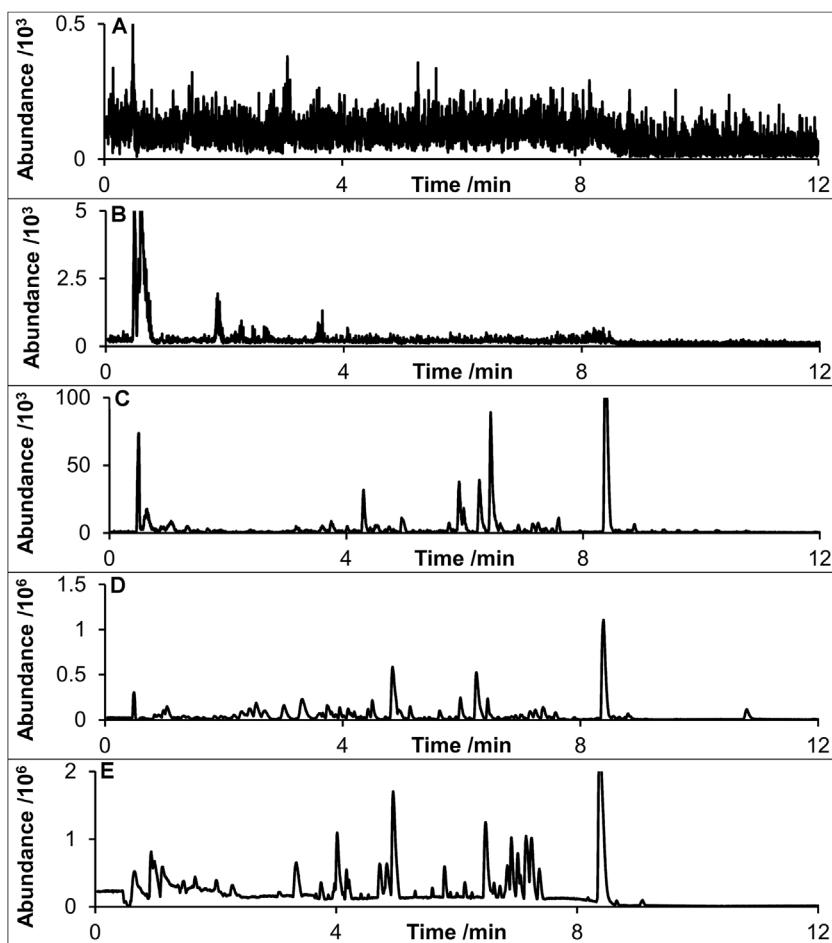 A
Abundance /10³
0.5
0
0 4 8 12
Time /min
B
Abundance /10³
5
2.5
0
0 4 8 12
Time /min
C
Abundance /10³
100
50
0
0 4 8 12
Time /min
D
Abundance /10⁶
1.5
1
0.5
0
0 4 8 12
Time /min
E
Abundance /10⁶
2
1
0
0 4 8 12
Time /min